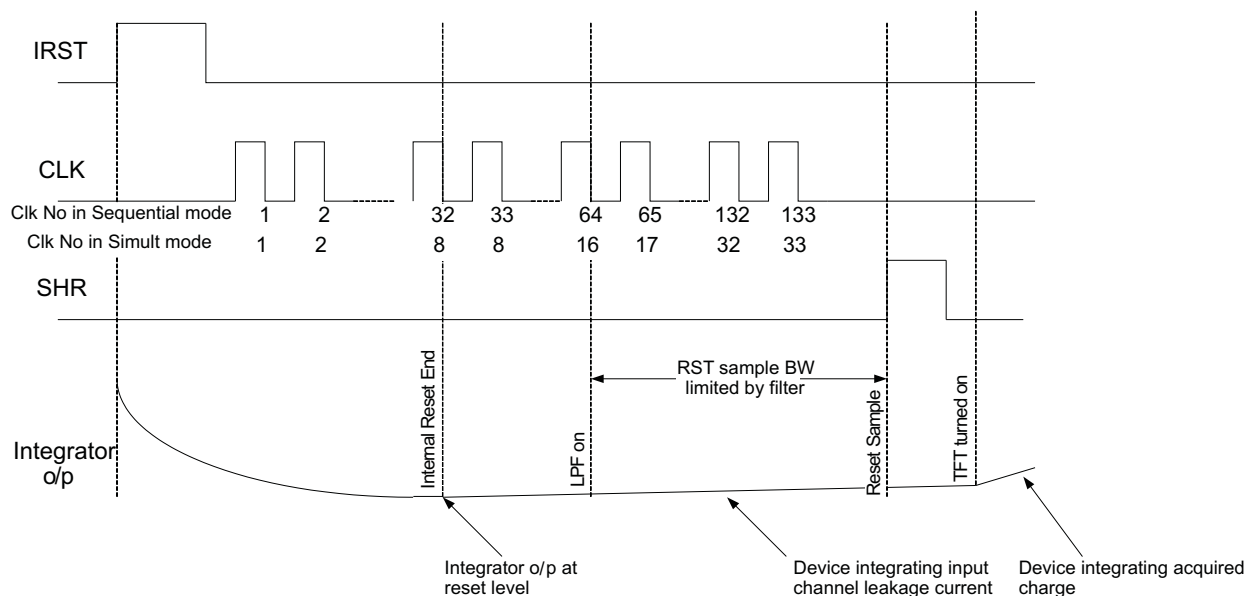 IRST
CLK
Clk No in Sequential mode 1 2 32 33 64 65 132 133
Clk No in Simult mode 1 2 8 8 16 17 32 33
SHR
Internal Reset End
LPF on
RST sample BW
limited by filter
Reset Sample
TFT turned on
Integrator
o/p
Integrator o/p at
reset level
Device integrating input
channel leakage current
Device integrating acquired
charge